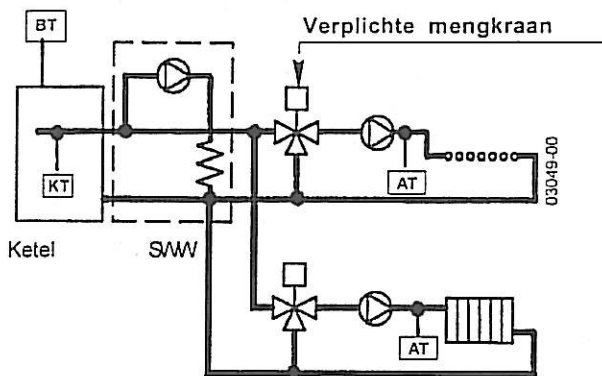 BT
Verplichte mengkraan
KT
AT
03049-00
Ketel
SWW
AT